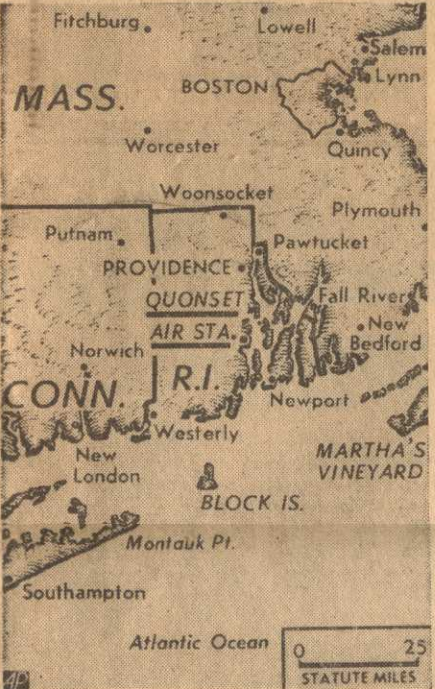 Fitchburg
Lowell
Salem
Lynn
BOSTON
MASS.
Worcester
Quincy
Woonsocket
Plymouth
Putnam
Pawtucket
PROVIDENCE
QUONSET
Fall River
AIR STA.
New
Bedford
Norwich
R.I.
CONN.
Newport
Westerly
MARTHA'S
VINEYARD
New
London
BLOCK IS.
Montauk Pt.
Southampton
Atlantic Ocean
0 25
STATUTE MILES
AP